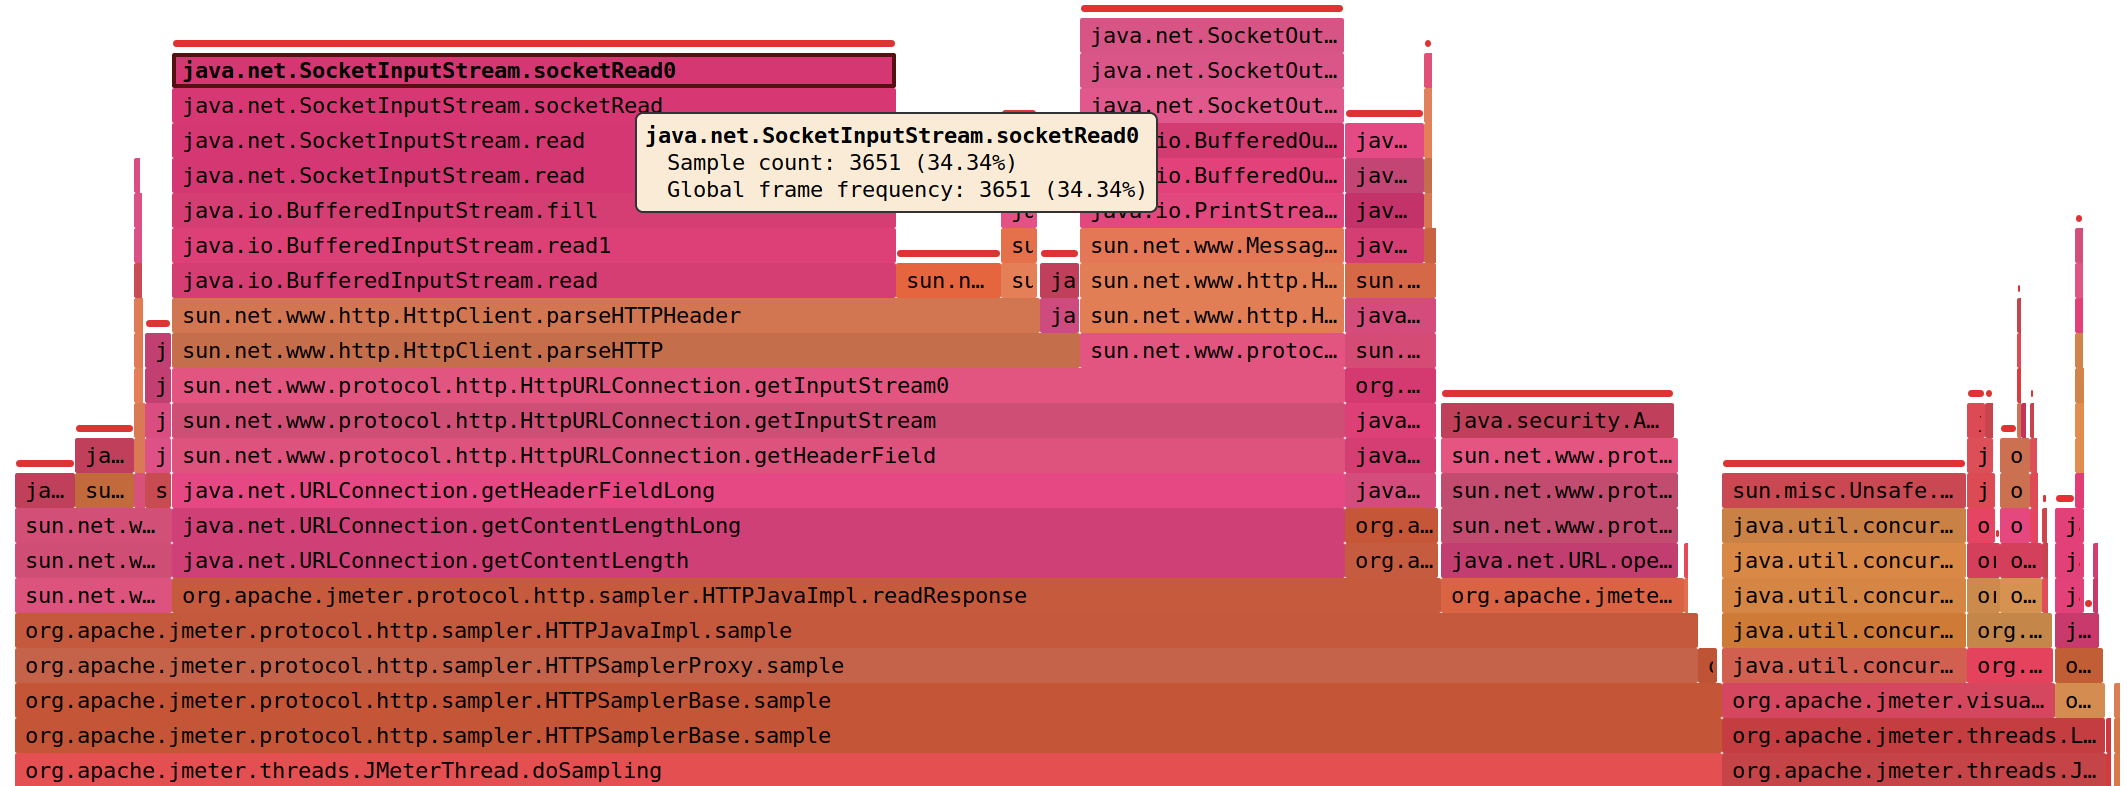 java.net.SocketOut…
java.net.SocketInputStream.socketRead0 java.net.SocketOut…
java.net.SocketInputStream.socketRead java.net.SocketOut…
java.net.SocketInputStream.socketRead0
Sample count: 3651 (34.34%)
Global frame frequency: 3651 (34.34%)
java.net.SocketInputStream.read io.BufferedOu… jav…
java.net.SocketInputStream.read io.BufferedOu… jav…
java.io.BufferedInputStream.fill java.io.PrintStrea… jav…
java.io.BufferedInputStream.read1 su sun.net.www.Messag… jav…
java.io.BufferedInputStream.read sun.n… su ja sun.net.www.http.H… sun.…
sun.net.www.http.HttpClient.parseHTTPHeader ja sun.net.www.http.H… java…
j sun.net.www.http.HttpClient.parseHTTP sun.net.www.protoc… sun.…
j sun.net.www.protocol.http.HttpURLConnection.getInputStream0 org.…
j sun.net.www.protocol.http.HttpURLConnection.getInputStream java… java.security.A…
ja… j sun.net.www.protocol.http.HttpURLConnection.getHeaderField java… sun.net.www.prot… j o
ja… su… s java.net.URLConnection.getHeaderFieldLong java… sun.net.www.prot… sun.misc.Unsafe.… j o
sun.net.w… java.net.URLConnection.getContentLengthLong org.a… sun.net.www.prot… java.util.concur… o o j
sun.net.w… java.net.URLConnection.getContentLength org.a… java.net.URL.ope… java.util.concur… or o… j
sun.net.w… org.apache.jmeter.protocol.http.sampler.HTTPJavaImpl.readResponse org.apache.jmete… java.util.concur… or o… j
org.apache.jmeter.protocol.http.sampler.HTTPJavaImpl.sample java.util.concur… org.… j…
org.apache.jmeter.protocol.http.sampler.HTTPSamplerProxy.sample java.util.concur… org.… o…
org.apache.jmeter.protocol.http.sampler.HTTPSamplerBase.sample org.apache.jmeter.visua… o…
org.apache.jmeter.protocol.http.sampler.HTTPSamplerBase.sample org.apache.jmeter.threads.L…
org.apache.jmeter.threads.JMeterThread.doSampling org.apache.jmeter.threads.J…